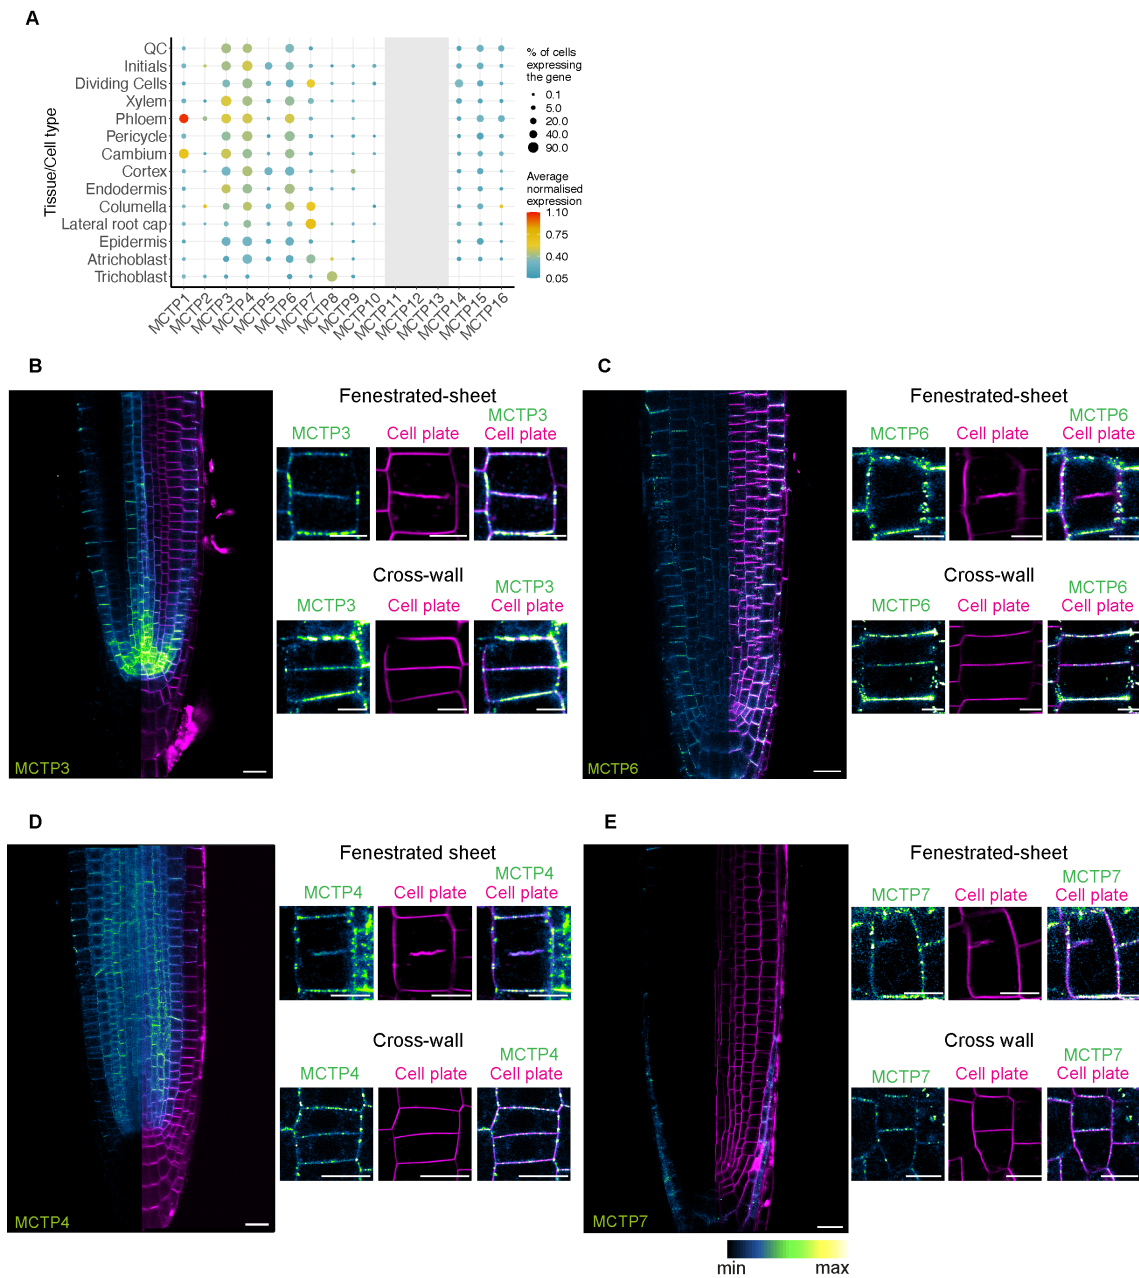 A
Tissue/Cell type
QC
Initials
Dividing Cells
Xylem
Phloem
Pericycle
Cambium
Cortex
Endodermis
Columella
Lateral root cap
Epidermis
Atrichoblast
Trichoblast
MCTP1
MCTP2
MCTP3
MCTP4
MCTP5
MCTP6
MCTP7
MCTP8
MCTP9
MCTP10
MCTP11
MCTP12
MCTP13
MCTP14
MCTP15
MCTP16
% of cells
expressing
the gene
0.1
5.0
20.0
40.0
90.0
Average
normalised
expression
1.10
0.75
0.40
0.05
B
MCTP3
Fenestrated-sheet
MCTP3
Cell plate
MCTP3
Cell plate
Cross-wall
MCTP3
Cell plate
MCTP3
Cell plate
C
MCTP6
Fenestrated-sheet
MCTP6
Cell plate
MCTP6
Cell plate
Cross-wall
MCTP6
Cell plate
MCTP6
Cell plate
D
MCTP4
Fenestrated sheet
MCTP4
Cell plate
MCTP4
Cell plate
Cross-wall
MCTP4
Cell plate
MCTP4
Cell plate
E
MCTP7
Fenestrated-sheet
MCTP7
Cell plate
MCTP7
Cell plate
Cross wall
MCTP7
Cell plate
MCTP7
Cell plate
min
max